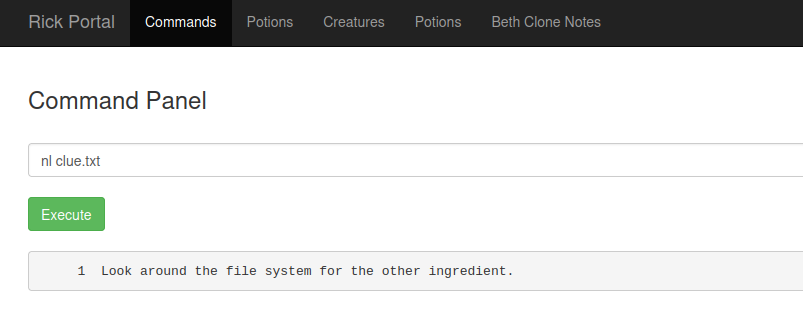 Rick Portal Commands Potions Creatures Potions Beth Clone Notes
Command Panel
nl clue.txt
Execute
1 Look around the file system for the other ingredient.